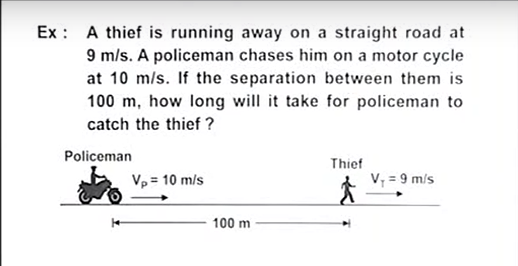 Ex : A thief is running away on a straight road at
9 m/s. A policeman chases him on a motor cycle
at 10 m/s. If the separation between them is
100 m, how long will it take for policeman to
catch the thief ?
Policeman
Thief
V_P = 10 m/s
V_T = 9 m/s
100 m